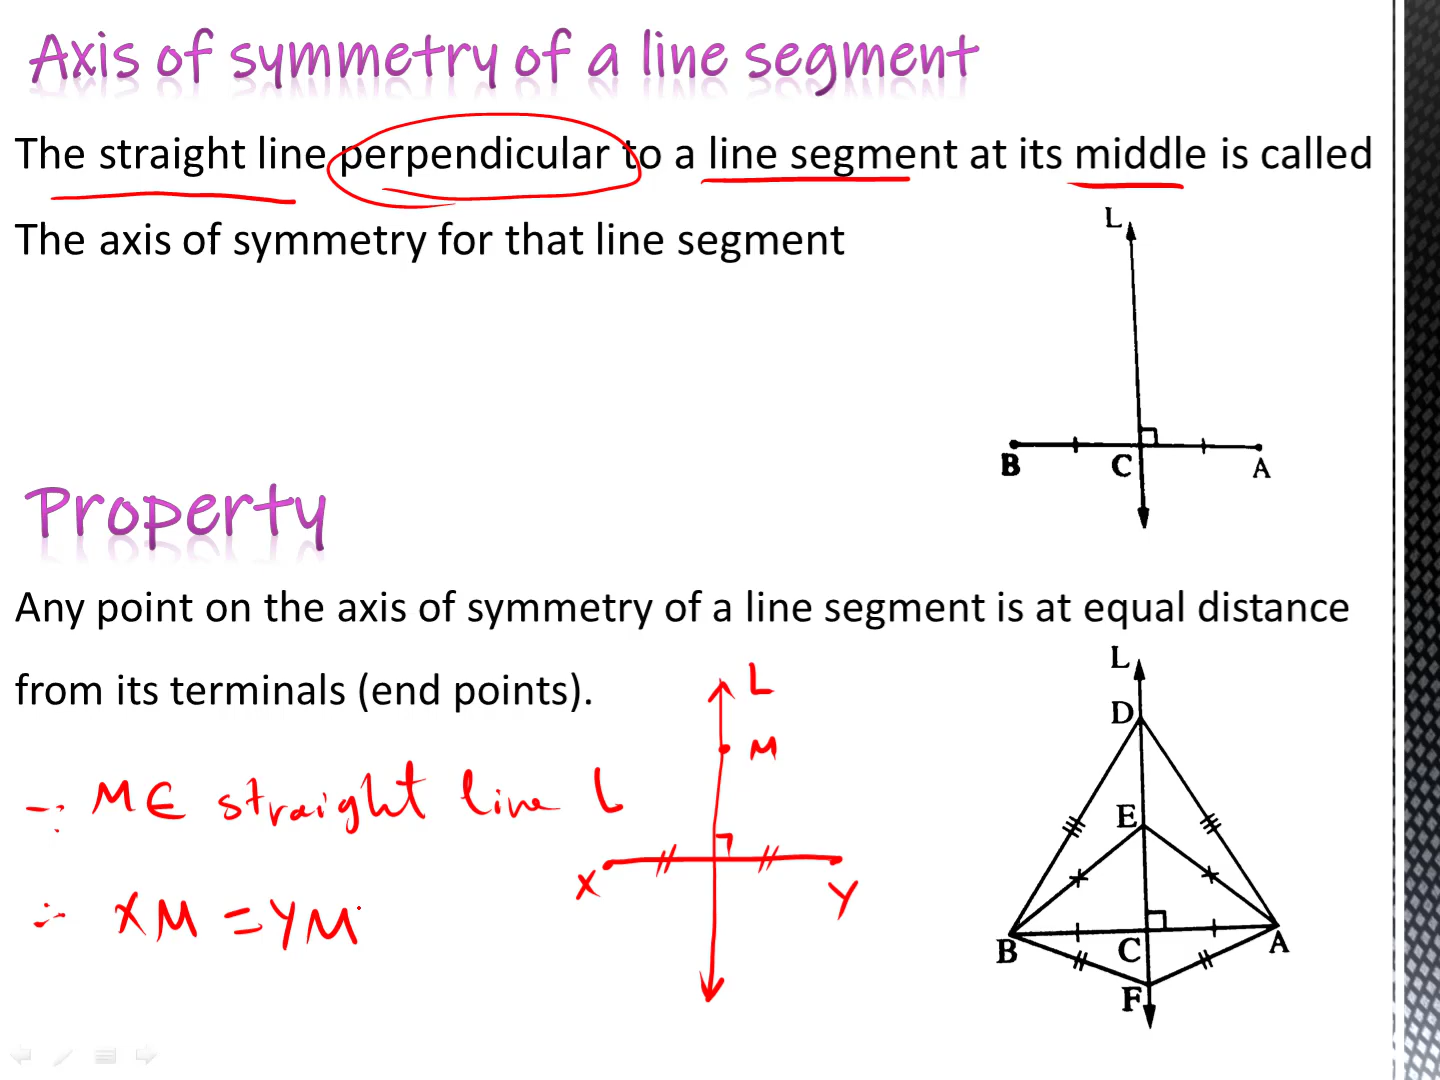 Axis of symmetry of a line segment
The straight line perpendicular to a line segment at its middle is called
The axis of symmetry for that line segment
L
B C A
Property
Any point on the axis of symmetry of a line segment is at equal distance
from its terminals (end points).
L
M
∵ M ∈ straight line L
X Y
∴ XM = YM
L
D
E
B C A
F